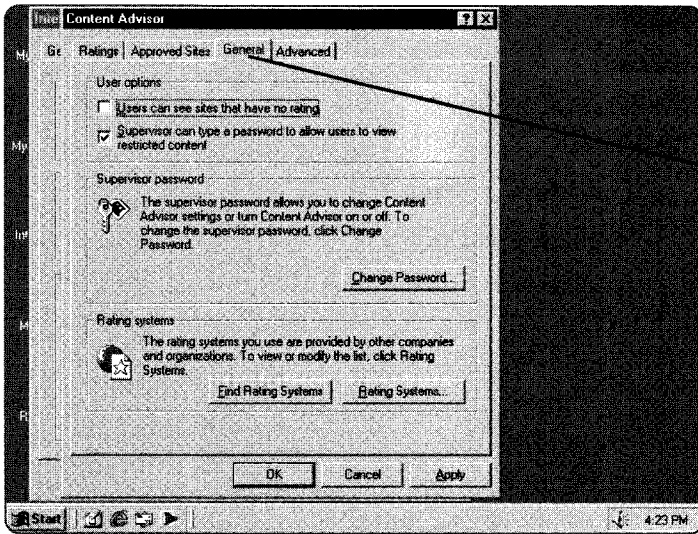 Content Advisor
Ratings Approved Sites General Advanced
User options
Users can see sites that have no rating
Supervisor can type a password to allow users to view
restricted content
Supervisor password
The supervisor password allows you to change Content
Advisor settings or turn Content Advisor on or off. To
change the supervisor password, click Change
Password.
Change Password...
Rating systems
The rating systems you use are provided by other companies
and organizations. To view or modify the list, click Rating
Systems.
Find Rating Systems Rating Systems...
OK Cancel Apply
Start 4:23 PM